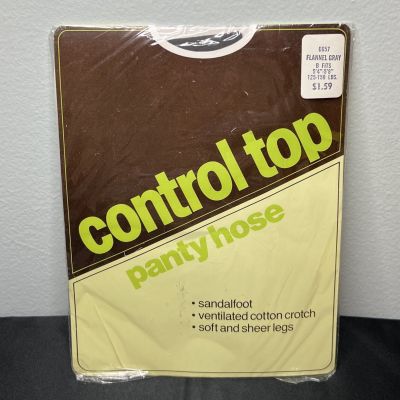 6657
FLANNEL GRAY
B FITS
5'4"-5'8"
125-138 LBS.
$1.59
control top
panty hose
• sandalfoot
• ventilated cotton crotch
• soft and sheer legs